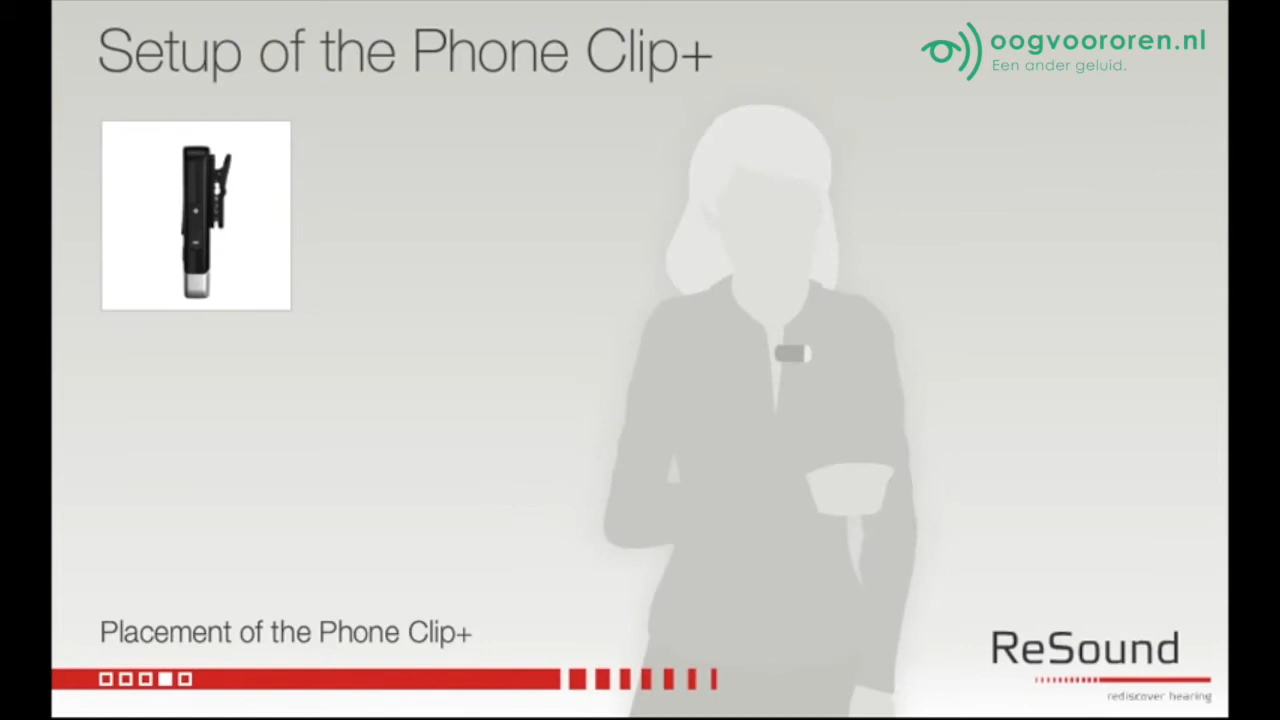 Setup of the Phone Clip+
oogvoororen.nl
Een ander geluid.
Placement of the Phone Clip+
ReSound
rediscover hearing